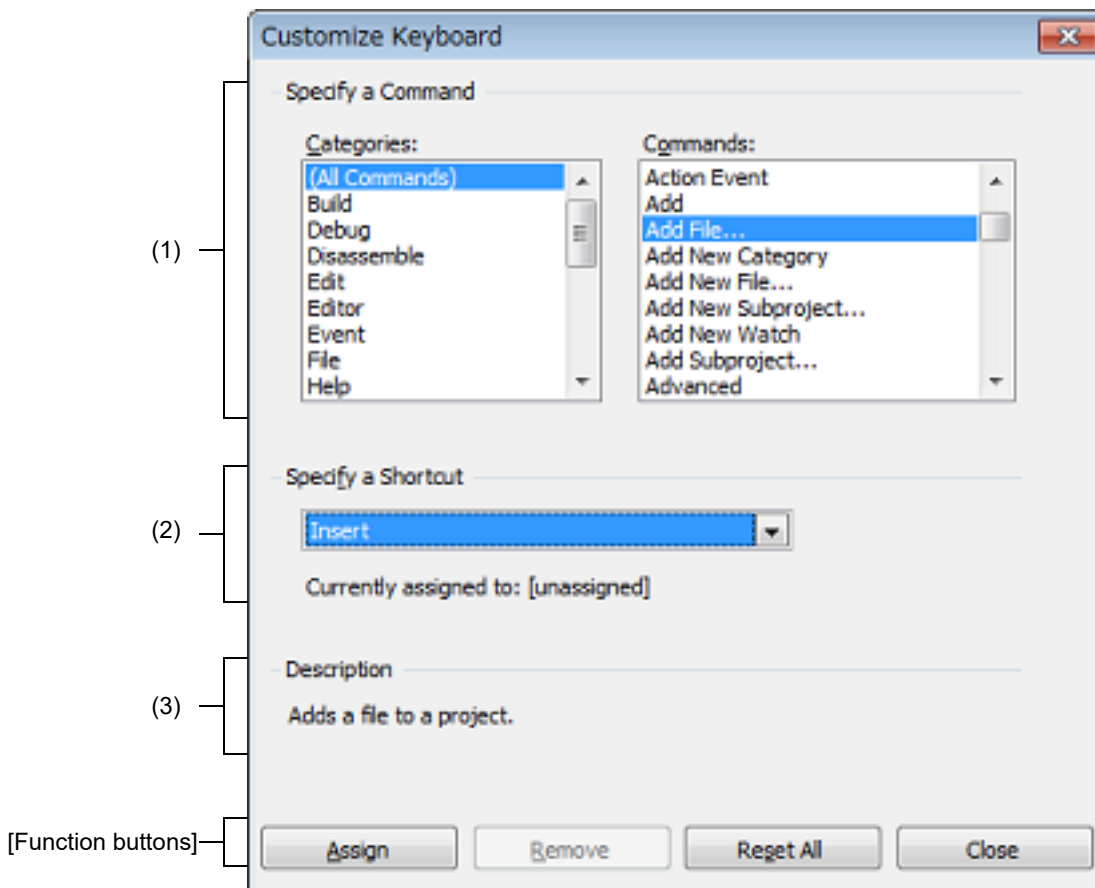 Customize Keyboard
(1)
Specify a Command
Categories:
(All Commands)
Build
Debug
Disassemble
Edit
Editor
Event
File
Help
Commands:
Action Event
Add
Add File...
Add New Category
Add New File...
Add New Subproject...
Add New Watch
Add Subproject...
Advanced
(2)
Specify a Shortcut
Insert
Currently assigned to: [unassigned]
(3)
Description
Adds a file to a project.
[Function buttons]
Assign
Remove
Reset All
Close